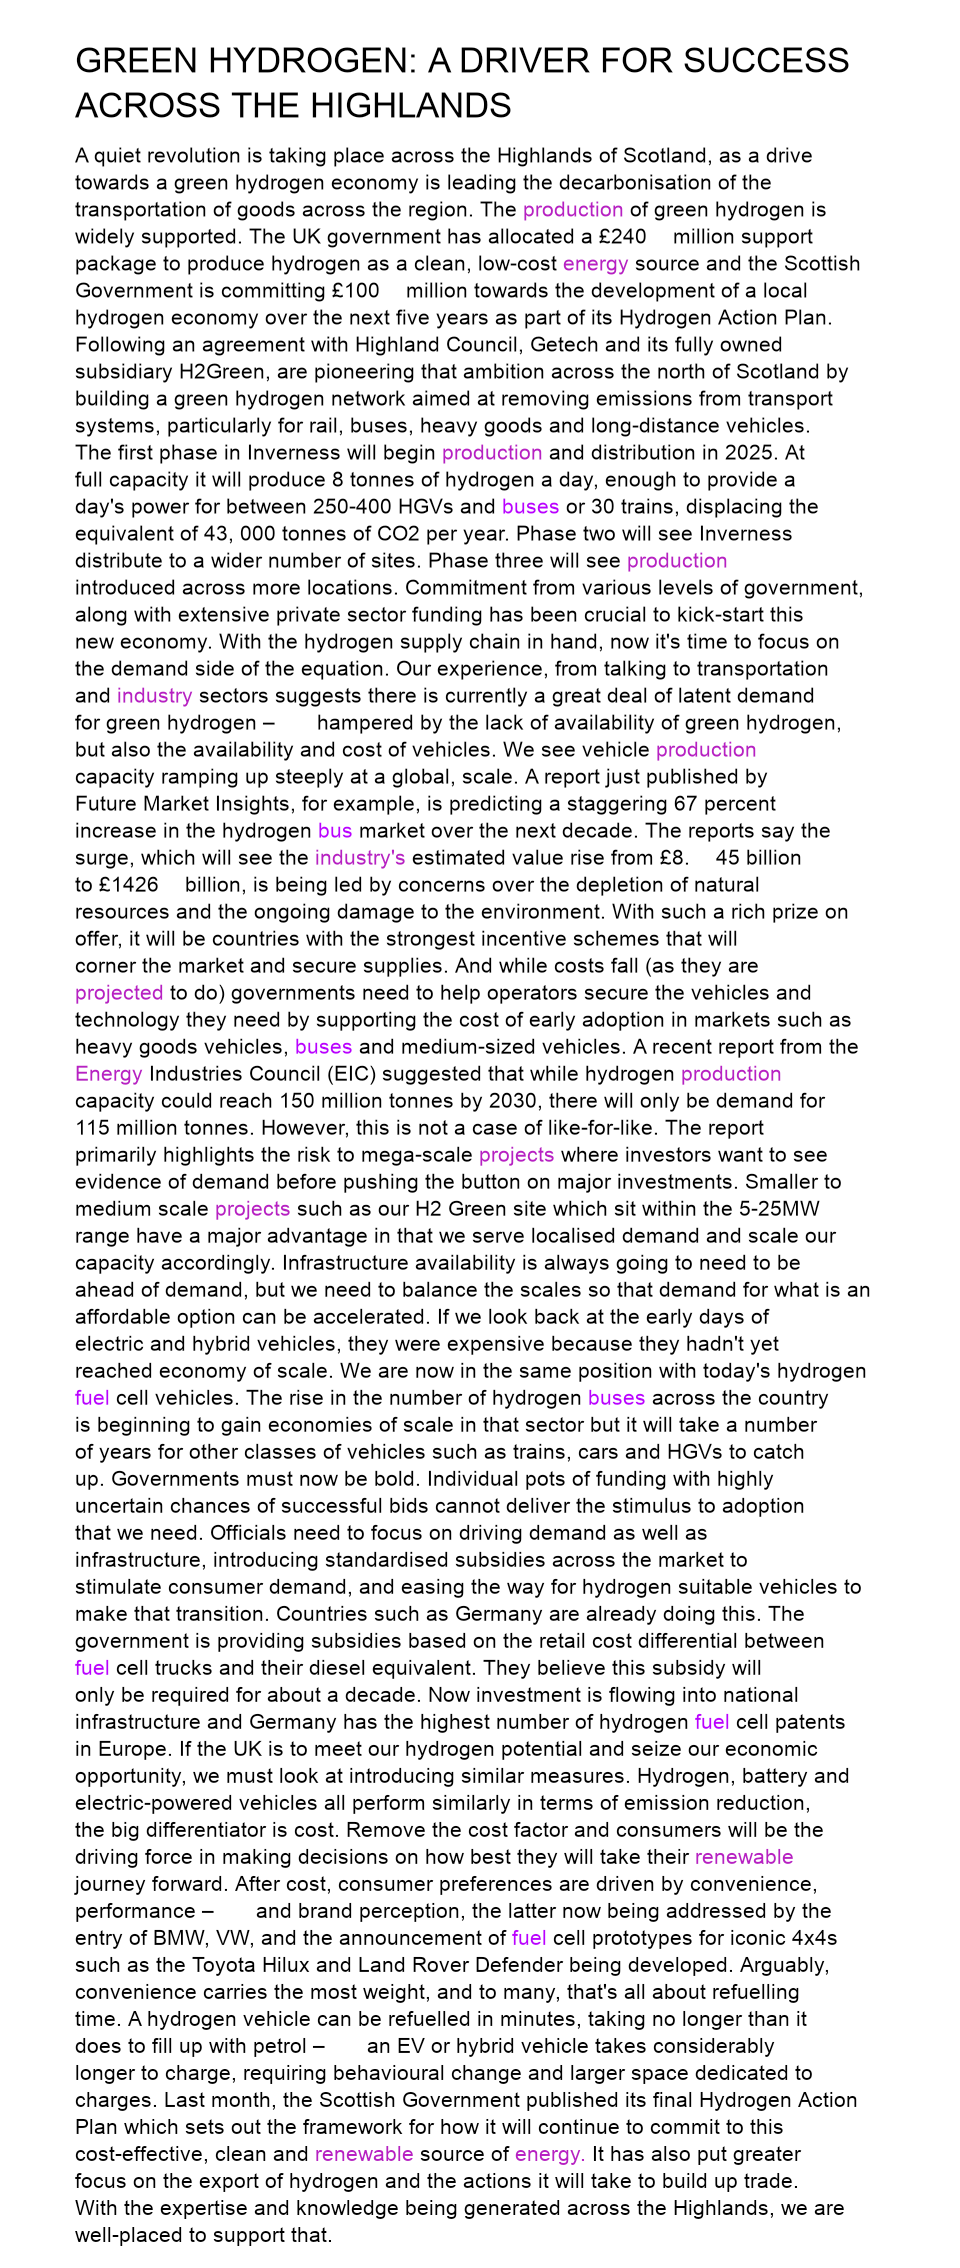 GREEN HYDROGEN: A DRIVER FOR SUCCESS
ACROSS THE HIGHLANDS
A quiet revolution is taking place across the Highlands of Scotland, as a drive
towards a green hydrogen economy is leading the decarbonisation of the
transportation of goods across the region. The production of green hydrogen is
widely supported. The UK government has allocated a £240 million support
package to produce hydrogen as a clean, low-cost energy source and the Scottish
Government is committing £100 million towards the development of a local
hydrogen economy over the next five years as part of its Hydrogen Action Plan.
Following an agreement with Highland Council, Getech and its fully owned
subsidiary H2Green, are pioneering that ambition across the north of Scotland by
building a green hydrogen network aimed at removing emissions from transport
systems, particularly for rail, buses, heavy goods and long-distance vehicles.
The first phase in Inverness will begin production and distribution in 2025. At
full capacity it will produce 8 tonnes of hydrogen a day, enough to provide a
day's power for between 250-400 HGVs and buses or 30 trains, displacing the
equivalent of 43, 000 tonnes of CO2 per year. Phase two will see Inverness
distribute to a wider number of sites. Phase three will see production
introduced across more locations. Commitment from various levels of government,
along with extensive private sector funding has been crucial to kick-start this
new economy. With the hydrogen supply chain in hand, now it's time to focus on
the demand side of the equation. Our experience, from talking to transportation
and industry sectors suggests there is currently a great deal of latent demand
for green hydrogen – hampered by the lack of availability of green hydrogen,
but also the availability and cost of vehicles. We see vehicle production
capacity ramping up steeply at a global, scale. A report just published by
Future Market Insights, for example, is predicting a staggering 67 percent
increase in the hydrogen bus market over the next decade. The reports say the
surge, which will see the industry's estimated value rise from £8. 45 billion
to £1426 billion, is being led by concerns over the depletion of natural
resources and the ongoing damage to the environment. With such a rich prize on
offer, it will be countries with the strongest incentive schemes that will
corner the market and secure supplies. And while costs fall (as they are
projected to do) governments need to help operators secure the vehicles and
technology they need by supporting the cost of early adoption in markets such as
heavy goods vehicles, buses and medium-sized vehicles. A recent report from the
Energy Industries Council (EIC) suggested that while hydrogen production
capacity could reach 150 million tonnes by 2030, there will only be demand for
115 million tonnes. However, this is not a case of like-for-like. The report
primarily highlights the risk to mega-scale projects where investors want to see
evidence of demand before pushing the button on major investments. Smaller to
medium scale projects such as our H2 Green site which sit within the 5-25MW
range have a major advantage in that we serve localised demand and scale our
capacity accordingly. Infrastructure availability is always going to need to be
ahead of demand, but we need to balance the scales so that demand for what is an
affordable option can be accelerated. If we look back at the early days of
electric and hybrid vehicles, they were expensive because they hadn't yet
reached economy of scale. We are now in the same position with today's hydrogen
fuel cell vehicles. The rise in the number of hydrogen buses across the country
is beginning to gain economies of scale in that sector but it will take a number
of years for other classes of vehicles such as trains, cars and HGVs to catch
up. Governments must now be bold. Individual pots of funding with highly
uncertain chances of successful bids cannot deliver the stimulus to adoption
that we need. Officials need to focus on driving demand as well as
infrastructure, introducing standardised subsidies across the market to
stimulate consumer demand, and easing the way for hydrogen suitable vehicles to
make that transition. Countries such as Germany are already doing this. The
government is providing subsidies based on the retail cost differential between
fuel cell trucks and their diesel equivalent. They believe this subsidy will
only be required for about a decade. Now investment is flowing into national
infrastructure and Germany has the highest number of hydrogen fuel cell patents
in Europe. If the UK is to meet our hydrogen potential and seize our economic
opportunity, we must look at introducing similar measures. Hydrogen, battery and
electric-powered vehicles all perform similarly in terms of emission reduction,
the big differentiator is cost. Remove the cost factor and consumers will be the
driving force in making decisions on how best they will take their renewable
journey forward. After cost, consumer preferences are driven by convenience,
performance – and brand perception, the latter now being addressed by the
entry of BMW, VW, and the announcement of fuel cell prototypes for iconic 4x4s
such as the Toyota Hilux and Land Rover Defender being developed. Arguably,
convenience carries the most weight, and to many, that's all about refuelling
time. A hydrogen vehicle can be refuelled in minutes, taking no longer than it
does to fill up with petrol – an EV or hybrid vehicle takes considerably
longer to charge, requiring behavioural change and larger space dedicated to
charges. Last month, the Scottish Government published its final Hydrogen Action
Plan which sets out the framework for how it will continue to commit to this
cost-effective, clean and renewable source of energy. It has also put greater
focus on the export of hydrogen and the actions it will take to build up trade.
With the expertise and knowledge being generated across the Highlands, we are
well-placed to support that.